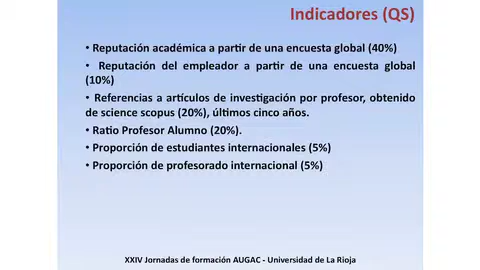 Indicadores (QS)
• Reputación académica a partir de una encuesta global (40%)
• Reputación del empleador a partir de una encuesta global
(10%)
• Referencias a artículos de investigación por profesor, obtenido
de science scopus (20%), últimos cinco años.
• Ratio Profesor Alumno (20%).
• Proporción de estudiantes internacionales (5%)
• Proporción de profesorado internacional (5%)
XXIV Jornadas de formación AUGAC - Universidad de La Rioja